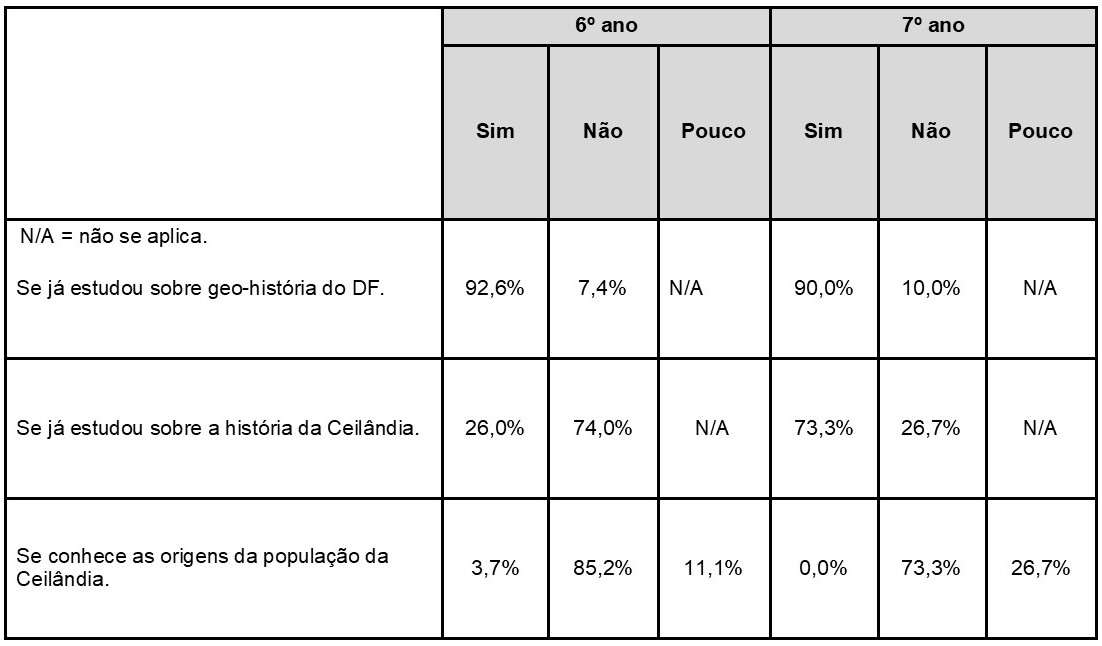 6º ano 7º ano
Sim Não Pouco Sim Não Pouco
N/A = não se aplica.
Se já estudou sobre geo-história do DF. 92,6% 7,4% N/A 90,0% 10,0% N/A
Se já estudou sobre a história da Ceilândia. 26,0% 74,0% N/A 73,3% 26,7% N/A
Se conhece as origens da população da
Ceilândia. 3,7% 85,2% 11,1% 0,0% 73,3% 26,7%